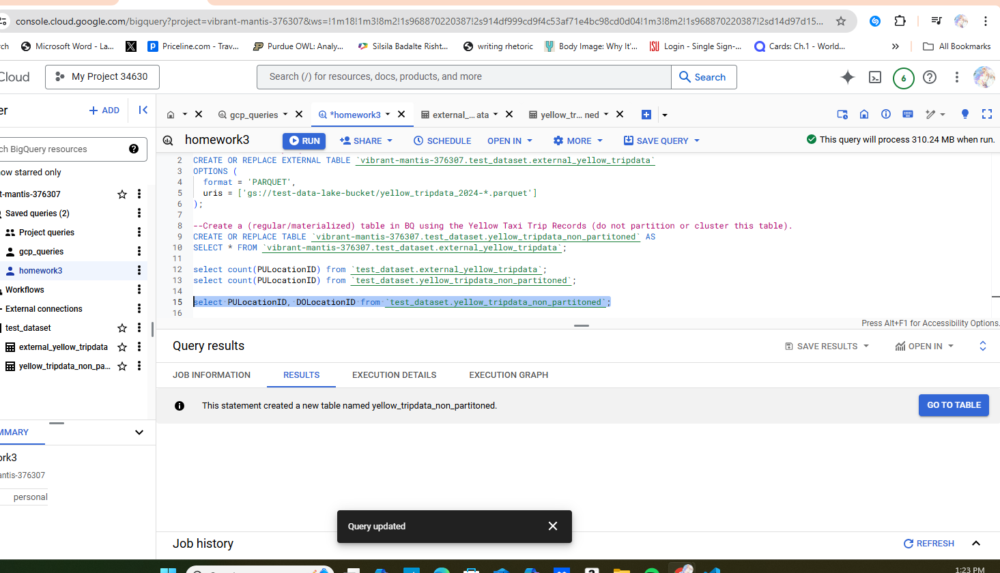 console.cloud.google.com/bigquery?project=vibrant-mantis-376307&ws=!1m18!1m3!8m2!1s968870220387!2s914df999cd9f4c53af71e4bc98cd0d04!1m3!8m2!1s968870220387!2sd14d97d15...
rch Microsoft Word - La... X Priceline.com - Trav... Purdue OWL: Analy... Silsila Badalte Risht... writing rhetoric Body Image: Why It'... ISU Login - Single Sign-... Cards: Ch.1 - World... » All Bookmarks
Cloud My Project 34630 Search (/) for resources, docs, products, and more Search 6
er + ADD
gcp_queries *homework3 external_...ata yellow_tr... ned
ch BigQuery resources
homework3 RUN SHARE SCHEDULE OPEN IN MORE SAVE QUERY This query will process 310.24 MB when run.
ow starred only
t-mantis-376307
Saved queries (2)
Project queries
gcp_queries
homework3
Workflows
External connections
test_dataset
external_yellow_tripdata
yellow_tripdata_non_pa...
2 CREATE OR REPLACE EXTERNAL TABLE `vibrant-mantis-376307.test_dataset.external_yellow_tripdata`
3 OPTIONS (
4 format = 'PARQUET',
5 uris = ['gs://test-data-lake-bucket/yellow_tripdata_2024-*.parquet']
6 );
7
8 --Create a (regular/materialized) table in BQ using the Yellow Taxi Trip Records (do not partition or cluster this table).
9 CREATE OR REPLACE TABLE `vibrant-mantis-376307.test_dataset.yellow_tripdata_non_partitoned` AS
10 SELECT * FROM `vibrant-mantis-376307.test_dataset.external_yellow_tripdata`;
11
12 select count(PULocationID) from `test_dataset.external_yellow_tripdata`;
13 select count(PULocationID) from `test_dataset.yellow_tripdata_non_partitoned`;
14
15 select PULocationID, DOLocationID from `test_dataset.yellow_tripdata_non_partitoned`;
16
Press Alt+F1 for Accessibility Options.
Query results SAVE RESULTS OPEN IN
JOB INFORMATION RESULTS EXECUTION DETAILS EXECUTION GRAPH
This statement created a new table named yellow_tripdata_non_partitoned. GO TO TABLE
MMARY
ork3
antis-376307
personal
Query updated
Job history REFRESH
1:23 PM